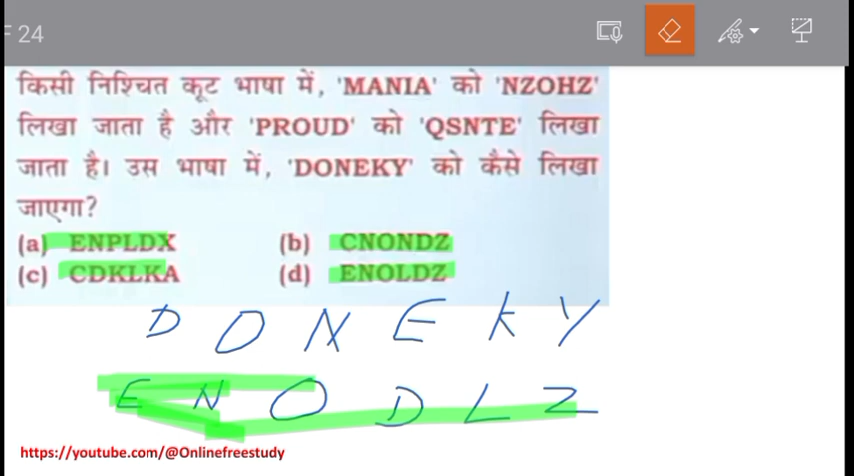 F 24
किसी निश्चित कूट भाषा में, 'MANIA' को 'NZOHZ'
लिखा जाता है और 'PROUD' को 'QSNTE' लिखा
जाता है। उस भाषा में, 'DONEKY' को कैसे लिखा
जाएगा?
(a) ENPLDX (b) CNONDZ
(c) CDKLKA (d) ENOLDZ
D O N E K Y
E N O D L Z
https://youtube.com/@Onlinefreestudy